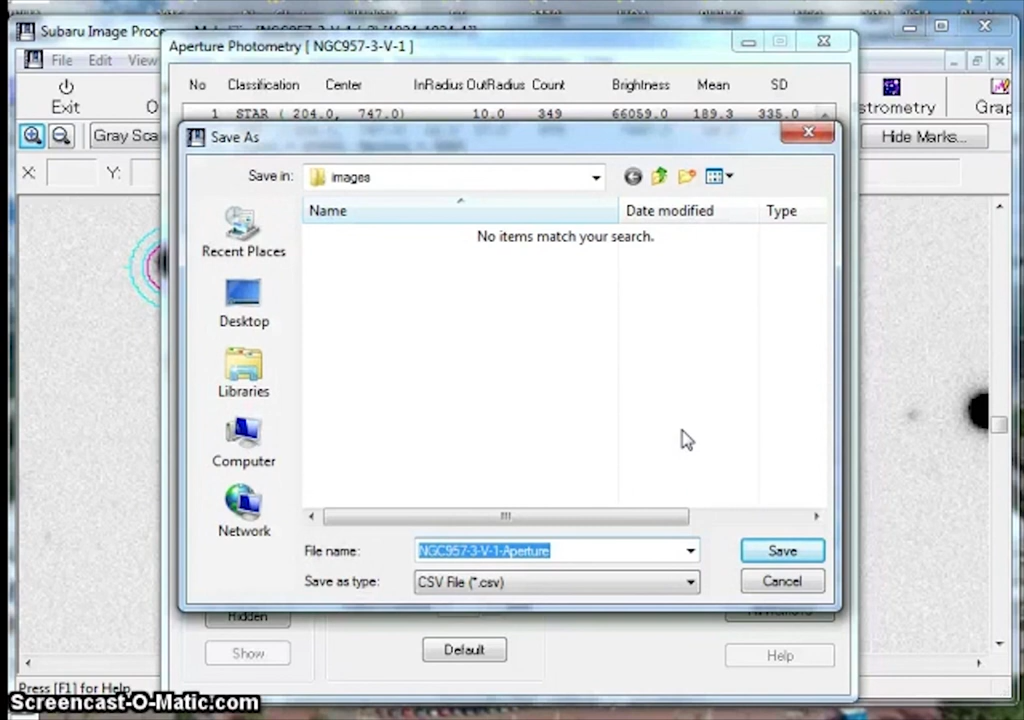 Subaru Image Proce
Aperture Photometry [ NGC957-3-V-1 ]
File Edit View
No Classification Center InRadius OutRadius Count Brightness Mean SD
Exit O
1 STAR ( 204.0, 747.0) 10.0 349 66059.0 189.3 335.0
strometry Grap
Gray Sca
Save As
Hide Marks...
X: Y:
Save in: images
Name Date modified Type
No items match your search.
Recent Places
Desktop
Libraries
Computer
Network
File name: NGC957-3-V-1-Aperture Save
Save as type: CSV File (*.csv) Cancel
Hidden
Show Default Help
Press [F1] for Help
Screencast-O-Matic.com